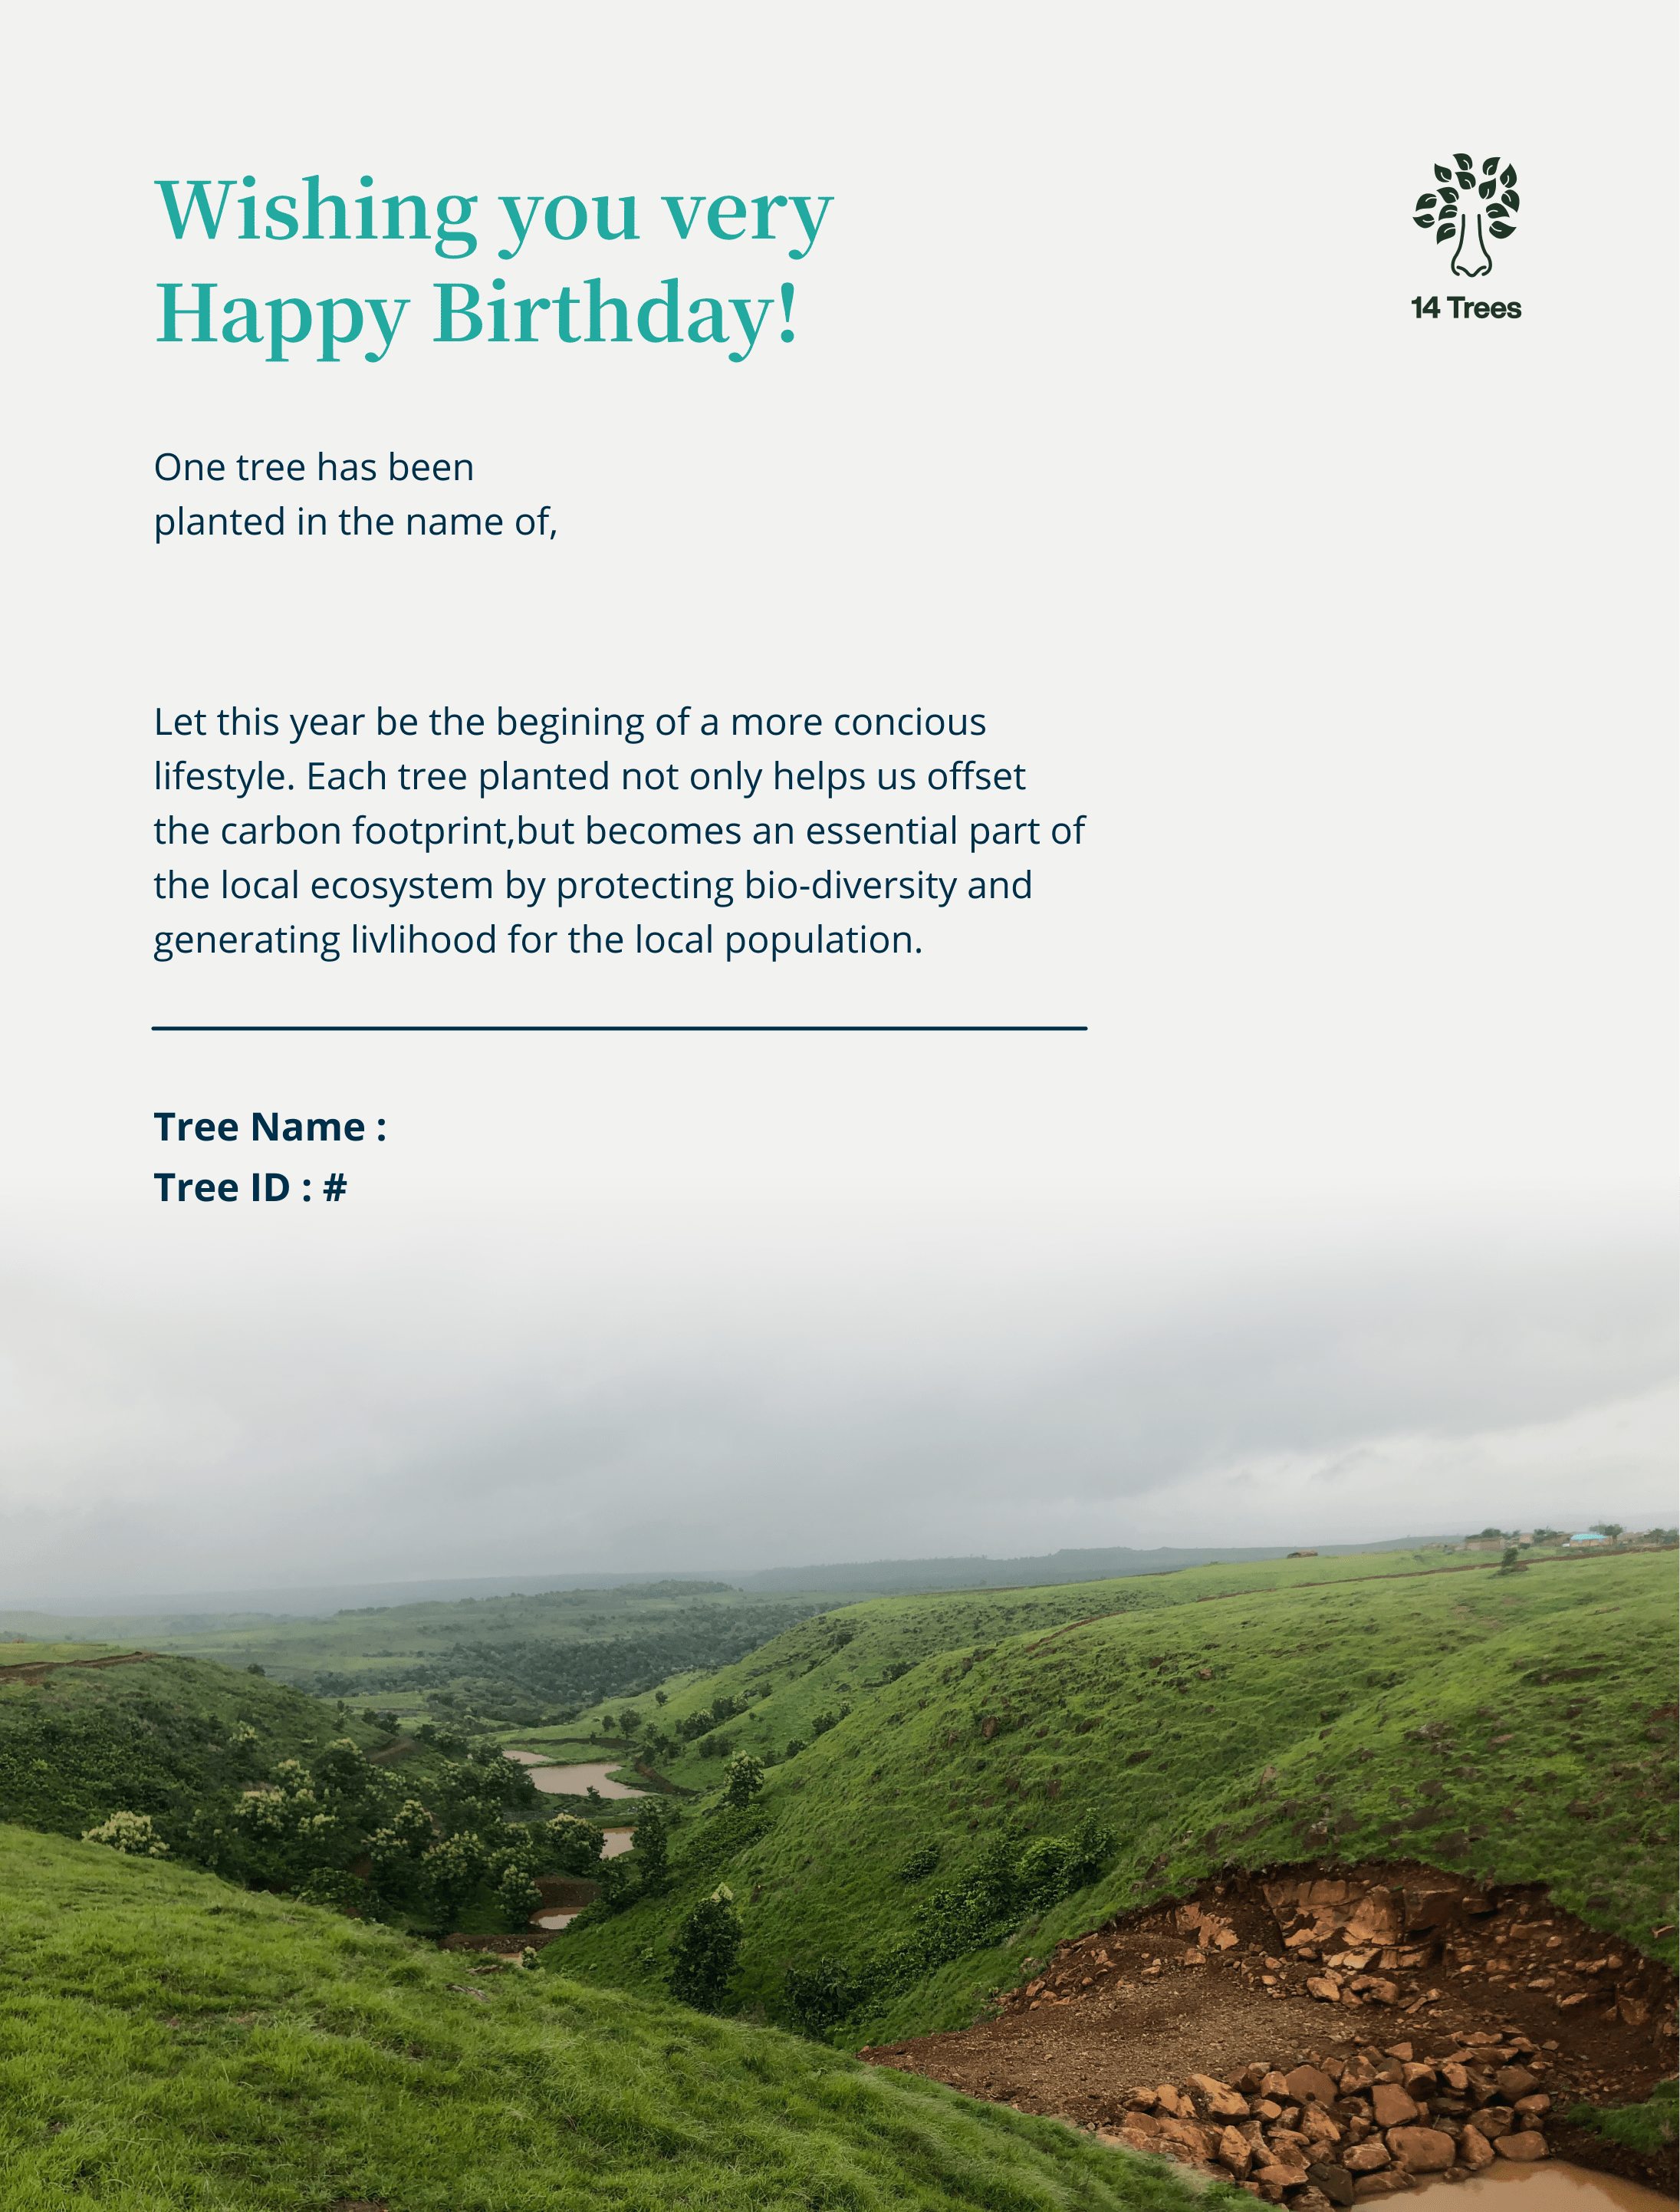 Wishing you very
Happy Birthday!
14 Trees
One tree has been
planted in the name of,
Let this year be the begining of a more concious
lifestyle. Each tree planted not only helps us offset
the carbon footprint,but becomes an essential part of
the local ecosystem by protecting bio-diversity and
generating livlihood for the local population.
Tree Name :
Tree ID : #